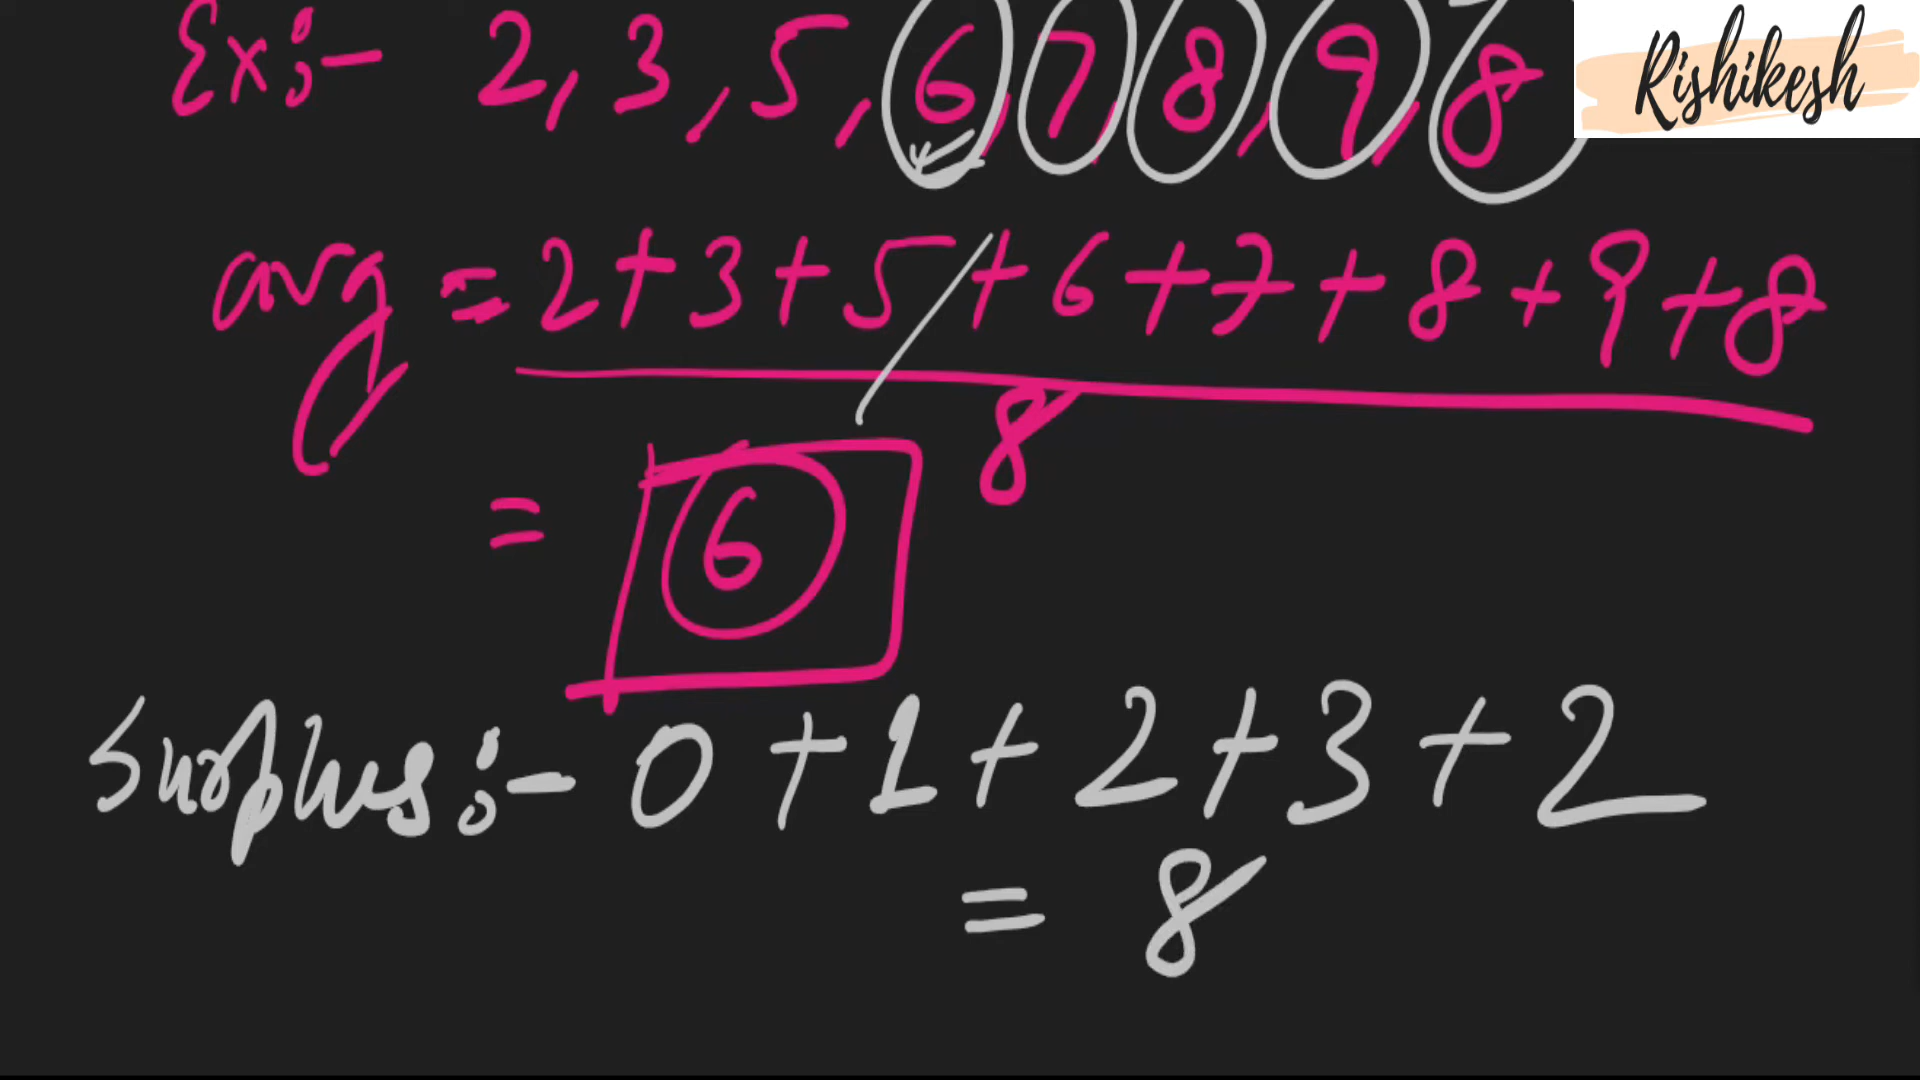 Ex:- 2, 3, 5, 6, 7, 8, 9, 8
Rishikesh
avg = 2+3+5+6+7+8+9+8
8
= 6
Surplus:- 0+1+2+3+2
= 8